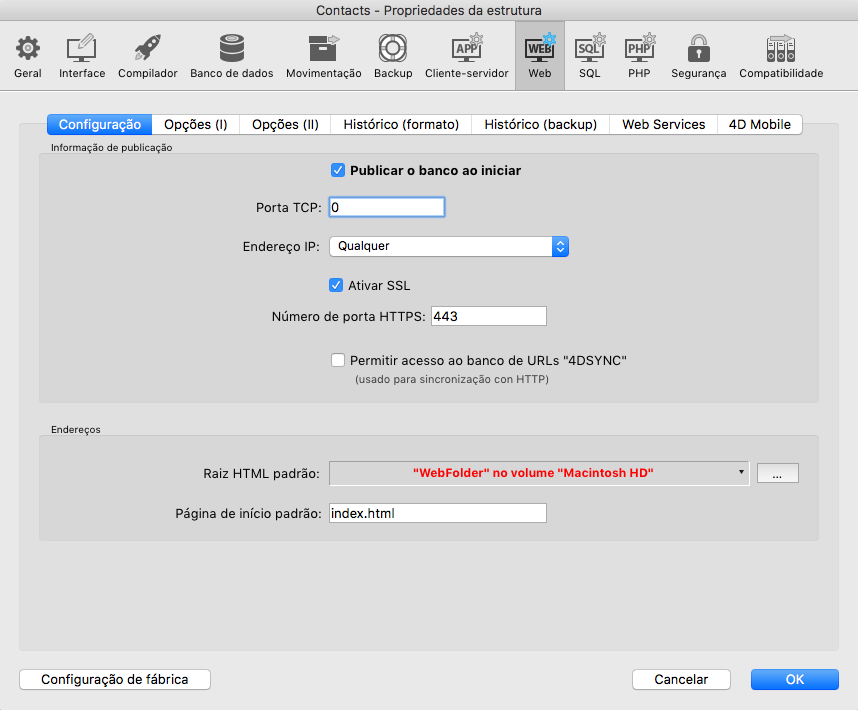 Contacts - Propriedades da estrutura
Geral Interface Compilador Banco de dados Movimentação Backup Cliente-servidor Web SQL PHP Segurança Compatibilidade
Configuração Opções (I) Opções (II) Histórico (formato) Histórico (backup) Web Services 4D Mobile
Informação de publicação
Publicar o banco ao iniciar
Porta TCP: 0
Endereço IP: Qualquer
Ativar SSL
Número de porta HTTPS: 443
Permitir acesso ao banco de URLs "4DSYNC"
(usado para sincronização con HTTP)
Endereços
Raiz HTML padrão: "WebFolder" no volume "Macintosh HD" ...
Página de início padrão: index.html
Configuração de fábrica Cancelar OK